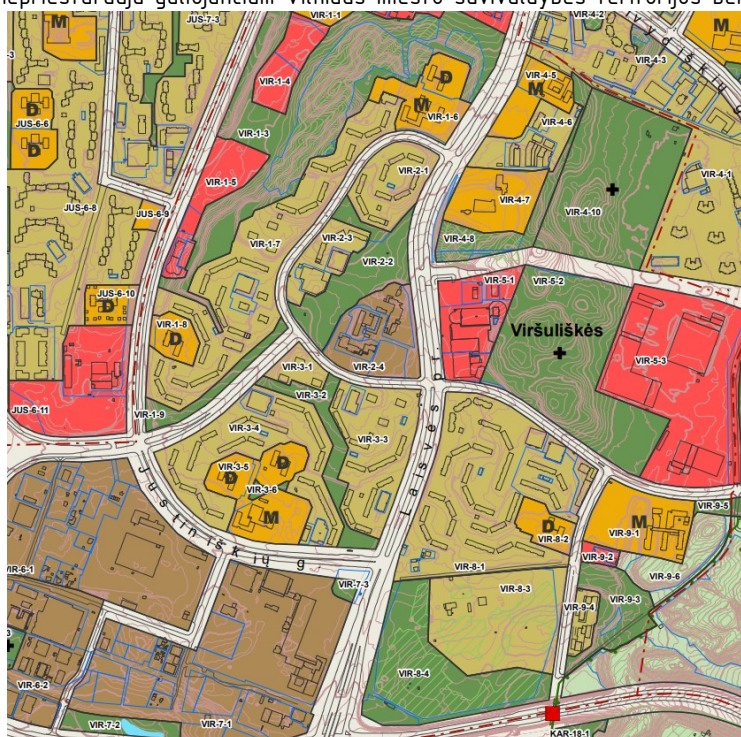 nepriestarauja galiojančiam Vilniaus miesto savivaldybės teritorijos
JUS-7-3
VIR-1-1
VIR-4-2
M
M
VIR-1-4
D
VIR-4-5
VIR-4-3
M
M
VIR-1-6
VIR-4-6
D
JUS-6-6
D
VIR-1-3
VIR-2-1
VIR-4-1
VIR-1-5
VIR-4-7
VIR-4-10
JUS-6-8
JUS-6-9
VIR-2-3
VIR-4-8
VIR-1-7
VIR-2-2
VIR-5-1
VIR-5-2
JUS-6-10
D
VIR-1-8
D
Viršuliškės
VIR-5-3
VIR-3-1
VIR-2-4
VIR-3-2
JUS-6-11
VIR-1-9
Laisvės pr
VIR-3-4
VIR-3-3
D
VIR-3-5
D
VIR-3-6
M
Justiniškių g
D
VIR-8-2
M
VIR-9-1
VIR-9-5
VIR-9-2
VIR-6-1
VIR-7-3
VIR-8-1
VIR-8-3
VIR-9-6
VIR-9-3
VIR-9-4
VIR-8-4
VIR-6-2
VIR-7-2
VIR-7-1
KAR-18-1